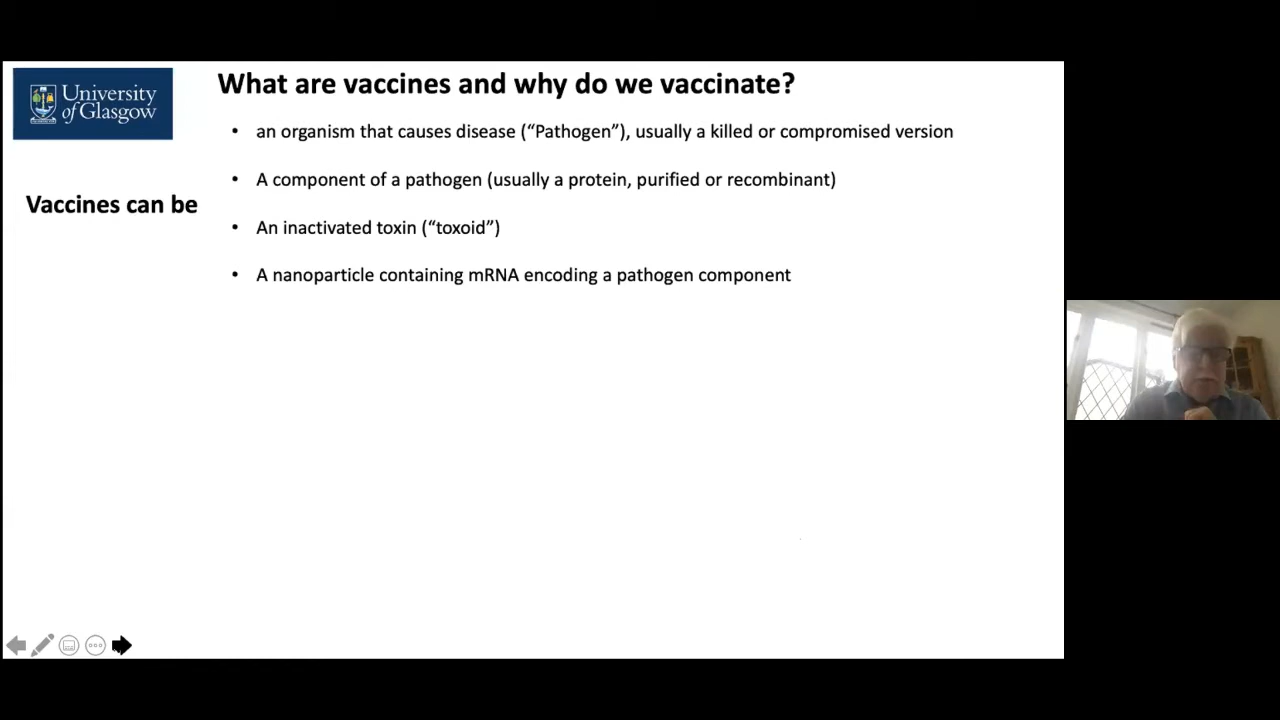 University
of Glasgow
What are vaccines and why do we vaccinate?
• an organism that causes disease (“Pathogen”), usually a killed or compromised version
• A component of a pathogen (usually a protein, purified or recombinant)
Vaccines can be
• An inactivated toxin (“toxoid”)
• A nanoparticle containing mRNA encoding a pathogen component